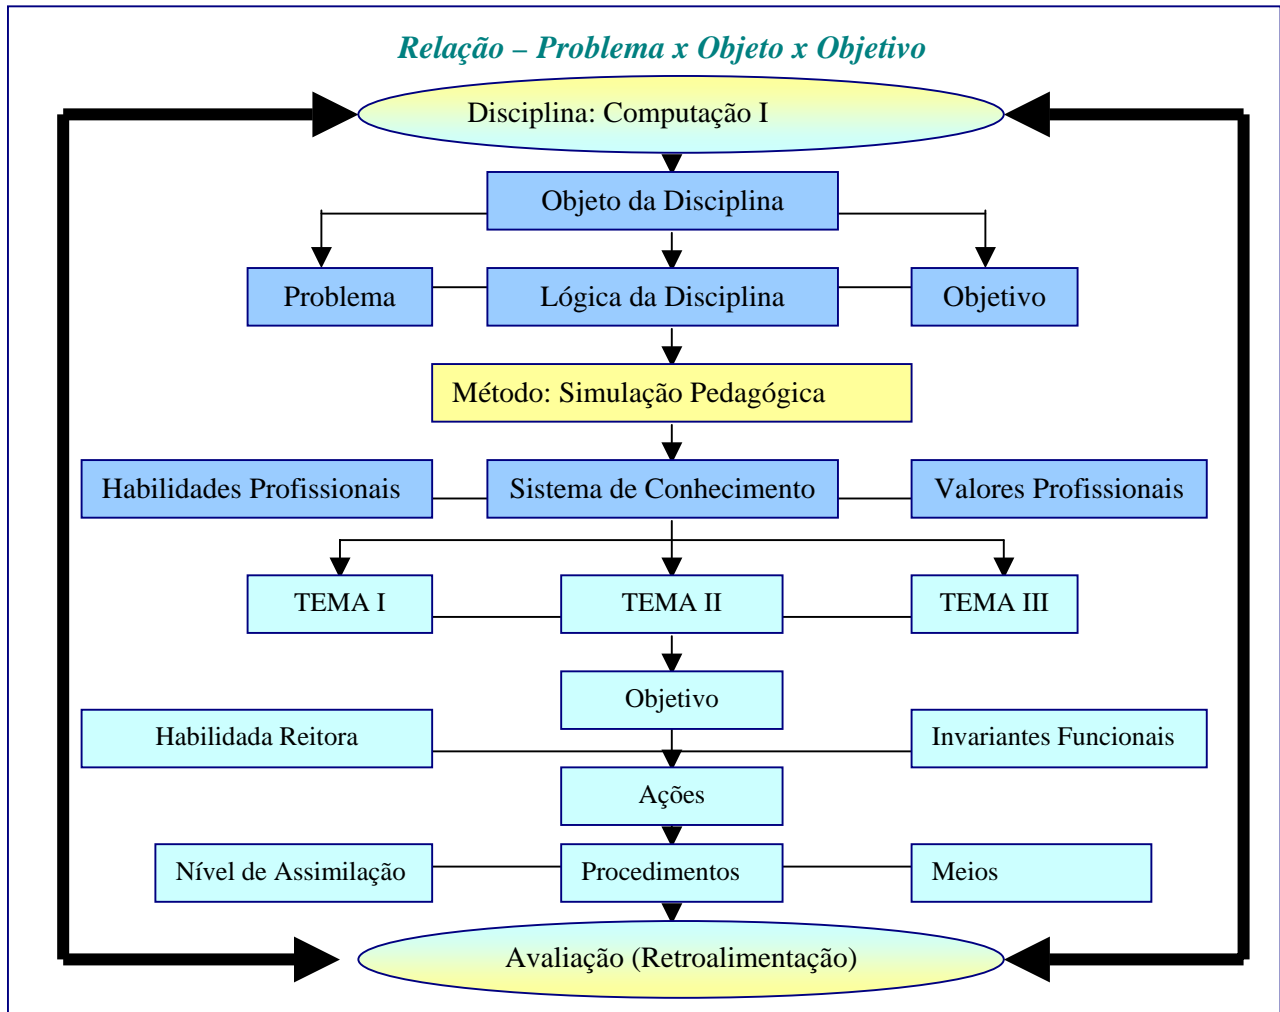 Relação – Problema x Objeto x Objetivo
Disciplina: Computação I
Objeto da Disciplina
Problema
Lógica da Disciplina
Objetivo
Método: Simulação Pedagógica
Habilidades Profissionais
Sistema de Conhecimento
Valores Profissionais
TEMA I
TEMA II
TEMA III
Objetivo
Habilidada Reitora
Invariantes Funcionais
Ações
Nível de Assimilação
Procedimentos
Meios
Avaliação (Retroalimentação)